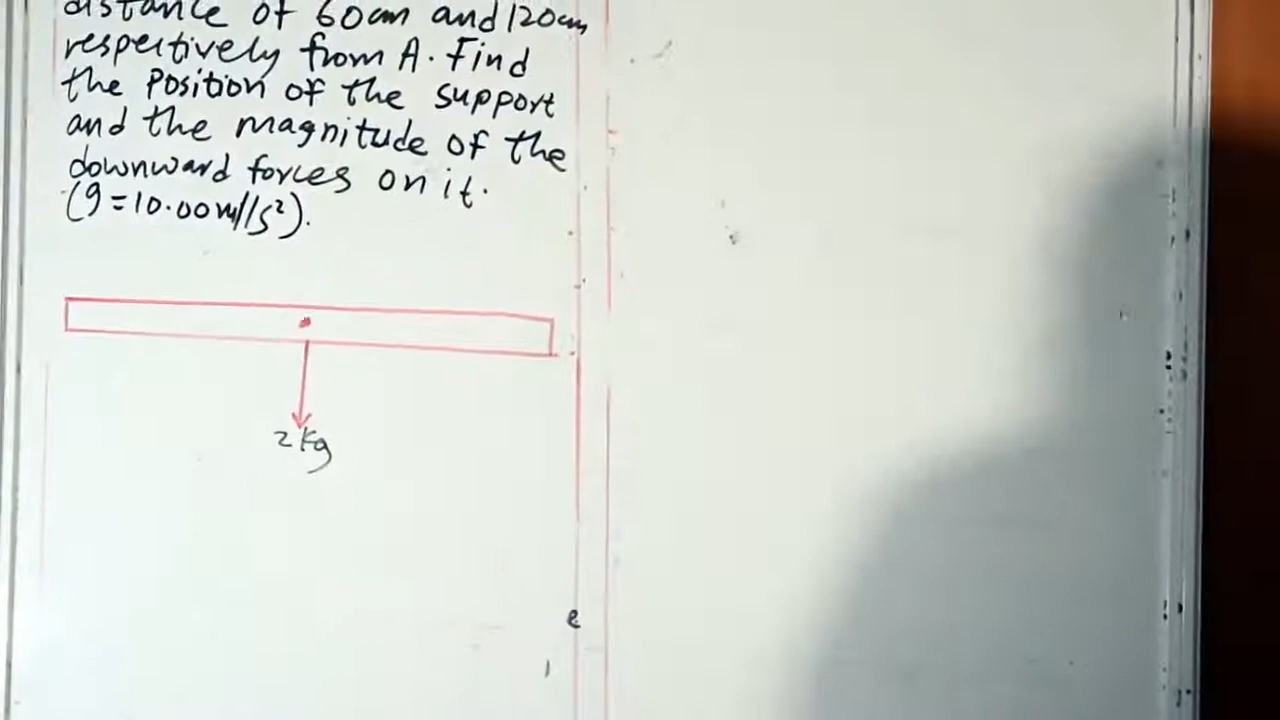 distance of 60cm and 120cm
respectively from A. Find
the position of the support
and the magnitude of the
downward forces on it.
(g=10.00m/s²).
2kg